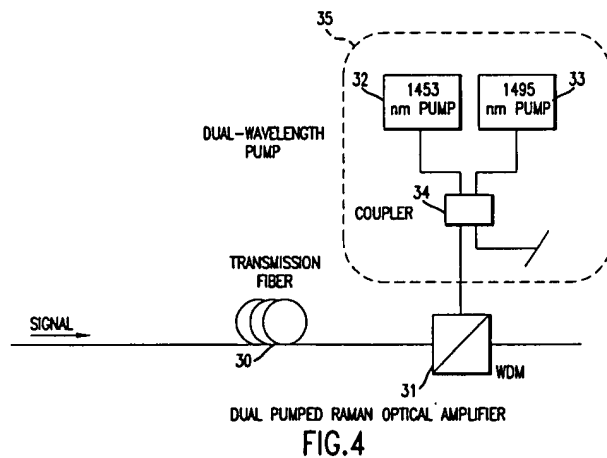 35
32
1453
nm PUMP
1495
nm PUMP
33
DUAL-WAVELENGTH
PUMP
34
COUPLER
TRANSMISSION
FIBER
SIGNAL
30
31
WDM
DUAL PUMPED RAMAN OPTICAL AMPLIFIER
FIG.4